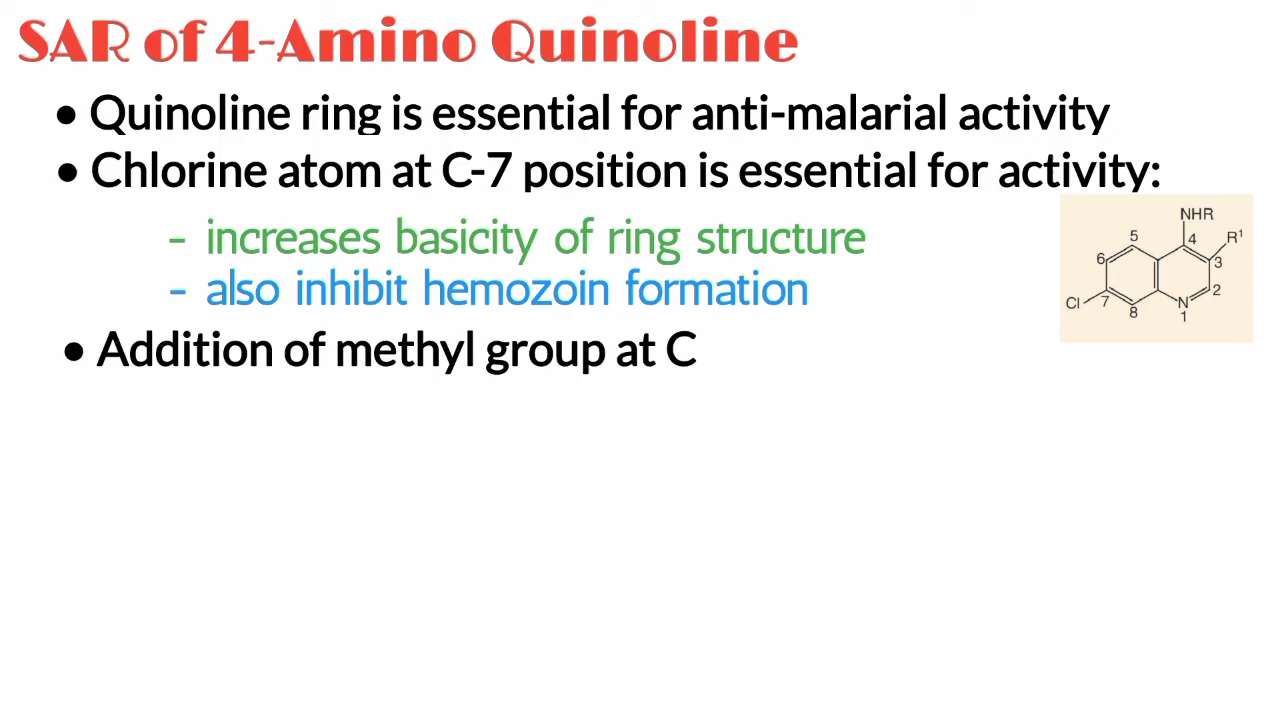 SAR of 4-Amino Quinoline
• Quinoline ring is essential for anti-malarial activity
• Chlorine atom at C-7 position is essential for activity:
- increases basicity of ring structure
- also inhibit hemozoin formation
• Addition of methyl group at C
NHR
5 4 R¹
6 3
Cl 7 2
8 N
1